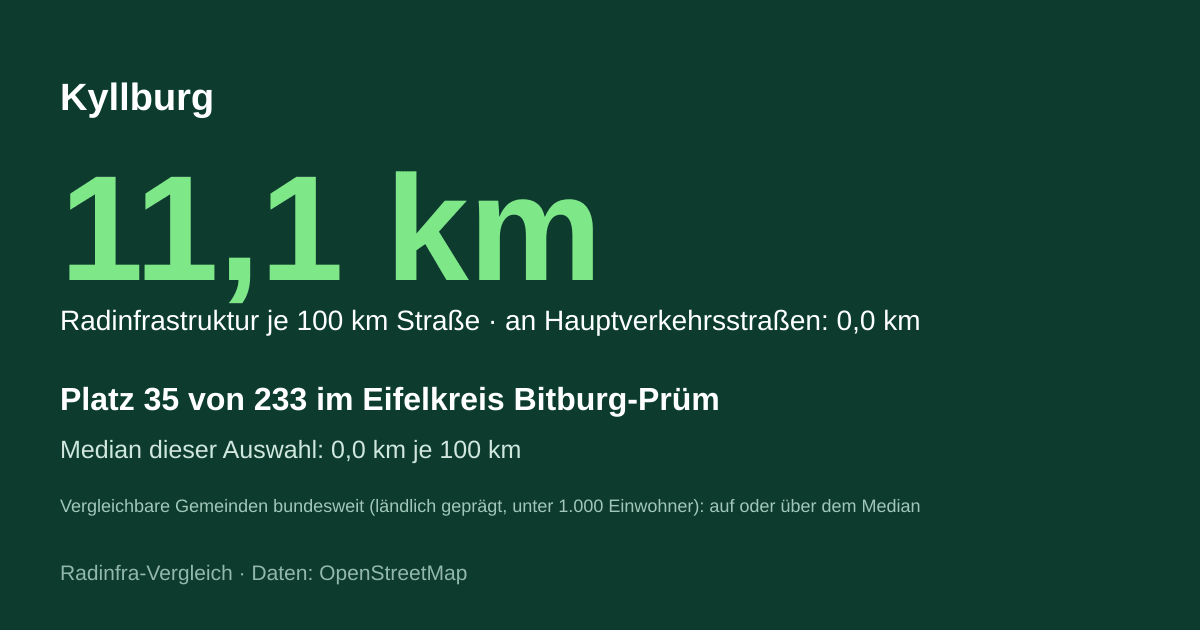 Kyllburg
11,1 km
Radinfrastruktur je 100 km Straße · an Hauptverkehrsstraßen: 0,0 km
Platz 35 von 233 im Eifelkreis Bitburg-Prüm
Median dieser Auswahl: 0,0 km je 100 km
Vergleichbare Gemeinden bundesweit (ländlich geprägt, unter 1.000 Einwohner): auf oder über dem Median
Radinfra-Vergleich · Daten: OpenStreetMap